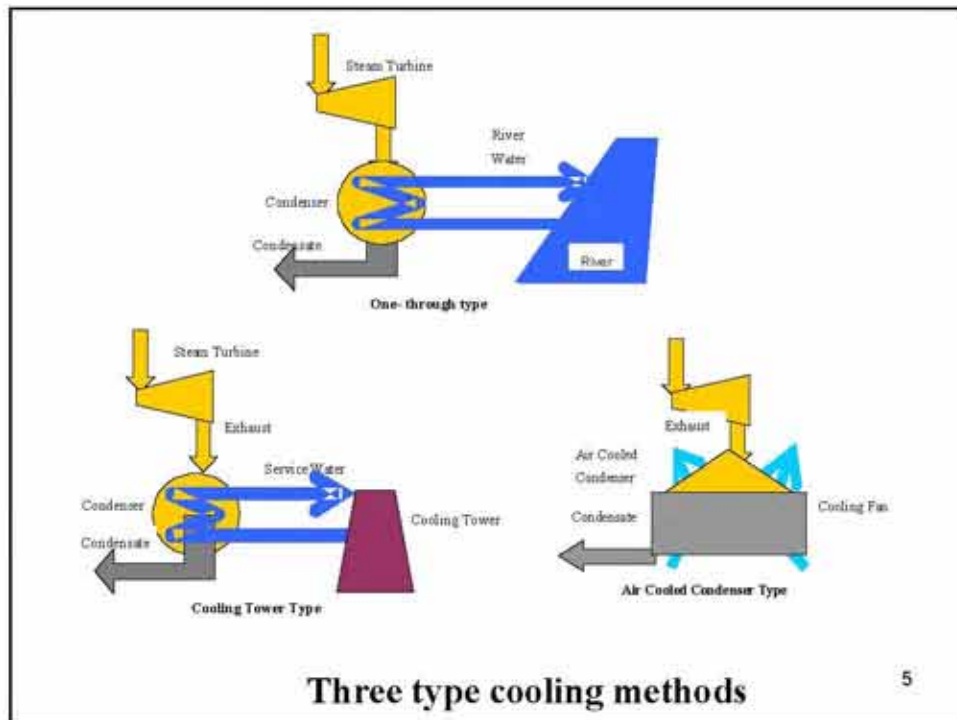 Steam Turbine
River
Water
Condenser
Condensate
River
One- through type
Steam Turbine
Exhaust
Service Water
Condenser
Cooling Tower
Condensate
Cooling Tower Type
Exhaust
Air Cooled
Condenser
Cooling Fan
Condensate
Air Cooled Condenser Type
Three type cooling methods
5